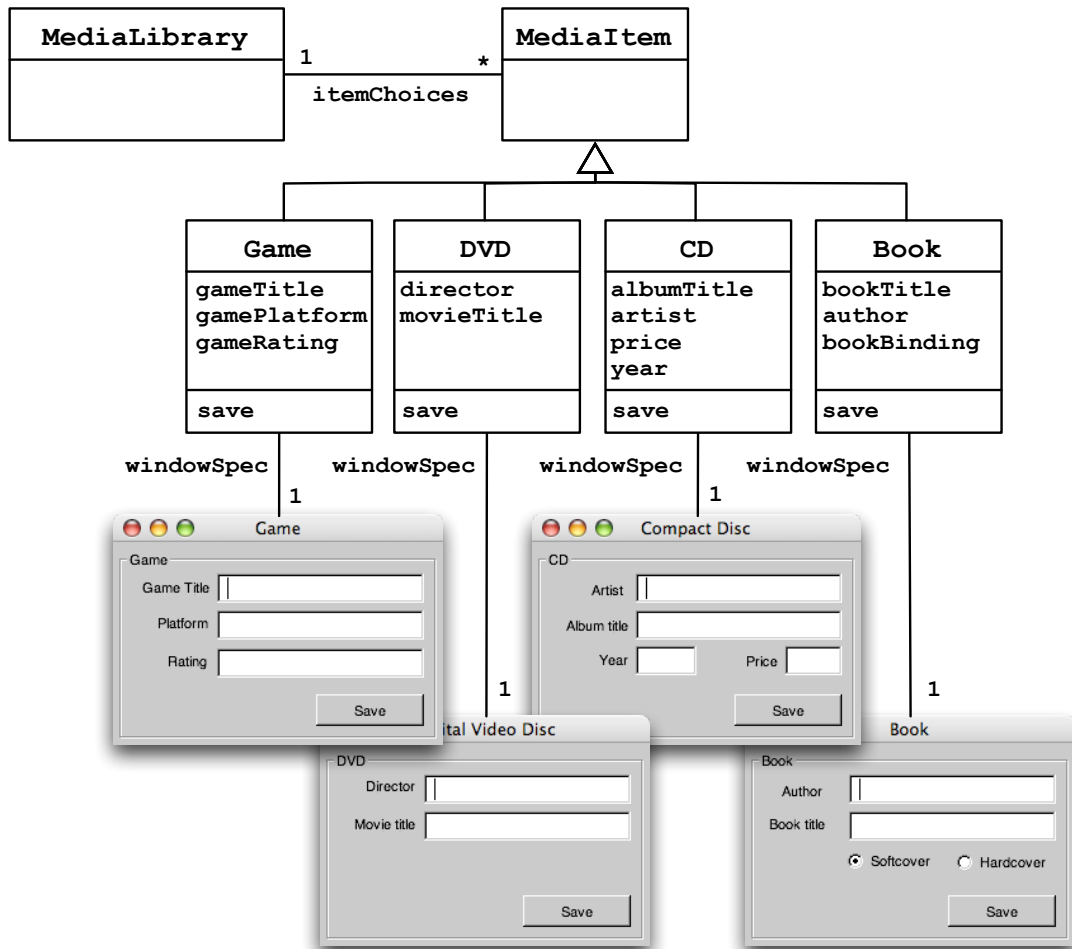 MediaLibrary
MediaItem
1
*
itemChoices
Game
gameTitle
gamePlatform
gameRating
save
DVD
director
movieTitle
save
CD
albumTitle
artist
price
year
save
Book
bookTitle
author
bookBinding
save
windowSpec
windowSpec
windowSpec
windowSpec
1
1
1
1
Game
Game
Game Title
Platform
Rating
Save
Video Disc
DVD
Director
Movie title
Save
Compact Disc
CD
Artist
Album title
Year
Price
Save
Book
Book
Author
Book title
Softcover
Hardcover
Save